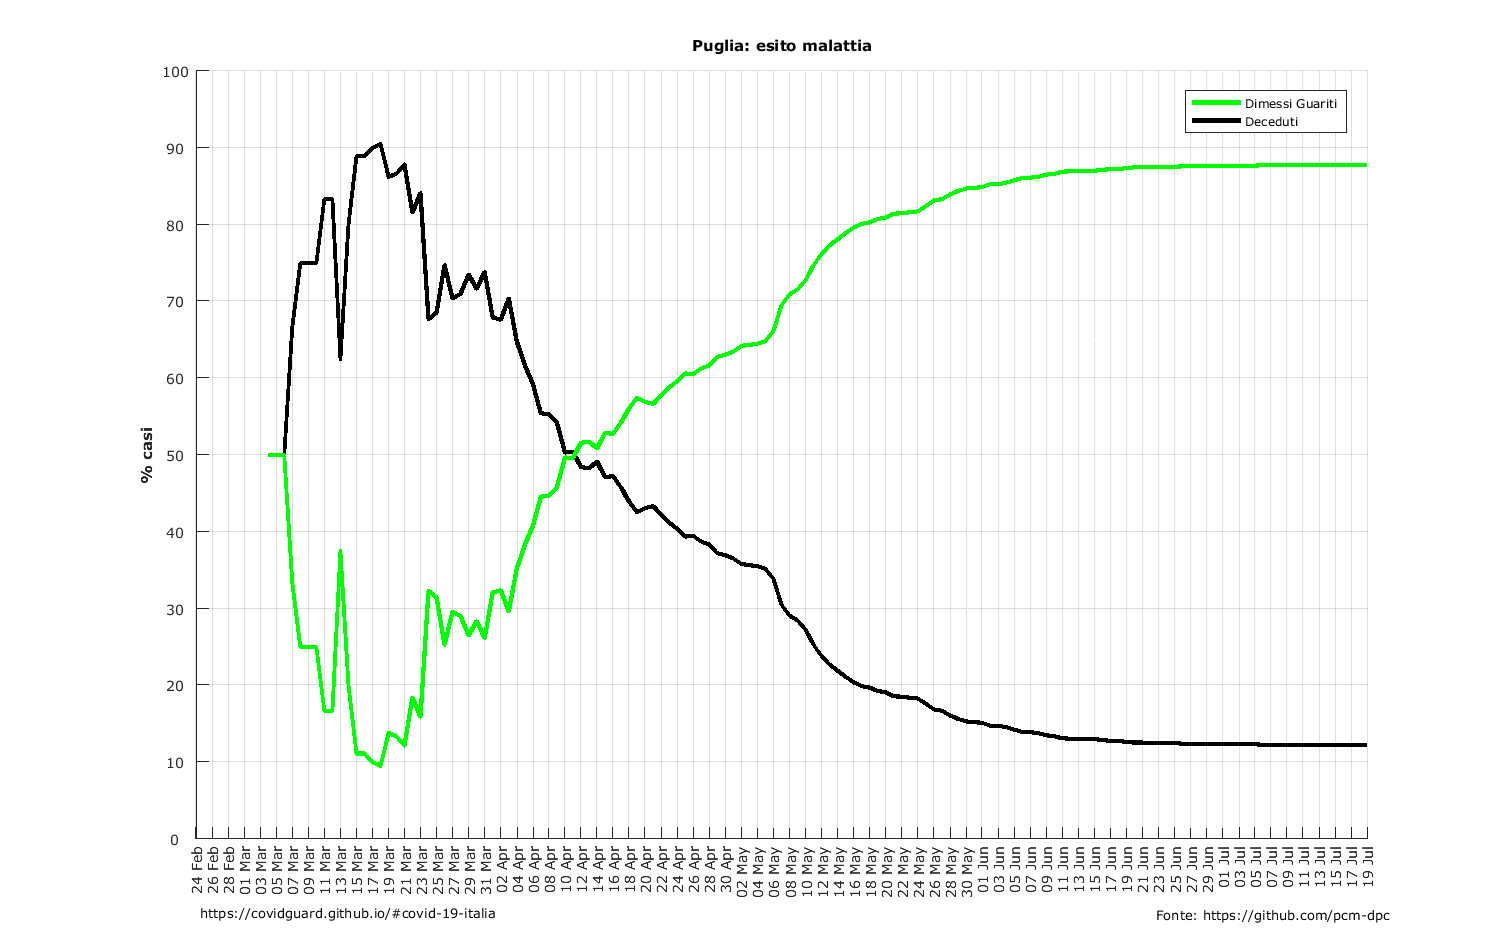 Puglia: esito malattia
Dimessi Guariti
Deceduti
% casi
100
90
80
70
60
50
40
30
20
10
0
24 Feb
26 Feb
28 Feb
01 Mar
03 Mar
05 Mar
07 Mar
09 Mar
11 Mar
13 Mar
15 Mar
17 Mar
19 Mar
21 Mar
23 Mar
25 Mar
27 Mar
29 Mar
31 Mar
02 Apr
04 Apr
06 Apr
08 Apr
10 Apr
12 Apr
14 Apr
16 Apr
18 Apr
20 Apr
22 Apr
24 Apr
26 Apr
28 Apr
30 Apr
02 May
04 May
06 May
08 May
10 May
12 May
14 May
16 May
18 May
20 May
22 May
24 May
26 May
28 May
30 May
01 Jun
03 Jun
05 Jun
07 Jun
09 Jun
11 Jun
13 Jun
15 Jun
17 Jun
19 Jun
21 Jun
23 Jun
25 Jun
27 Jun
29 Jun
01 Jul
03 Jul
05 Jul
07 Jul
09 Jul
11 Jul
13 Jul
15 Jul
17 Jul
19 Jul
https://covidguard.github.io/#covid-19-italia
Fonte: https://github.com/pcm-dpc